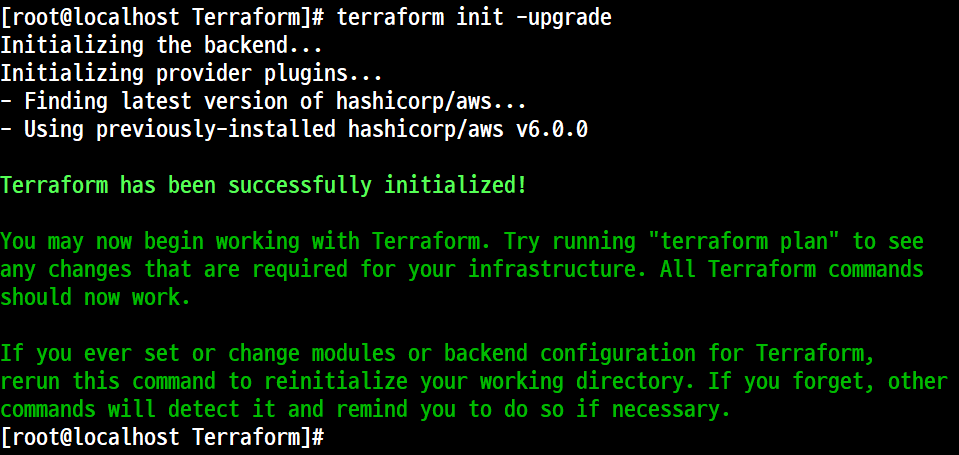 [root@localhost Terraform]# terraform init -upgrade
Initializing the backend...
Initializing provider plugins...
- Finding latest version of hashicorp/aws...
- Using previously-installed hashicorp/aws v6.0.0
Terraform has been successfully initialized!
You may now begin working with Terraform. Try running "terraform plan" to see
any changes that are required for your infrastructure. All Terraform commands
should now work.
If you ever set or change modules or backend configuration for Terraform,
rerun this command to reinitialize your working directory. If you forget, other
commands will detect it and remind you to do so if necessary.
[root@localhost Terraform]#